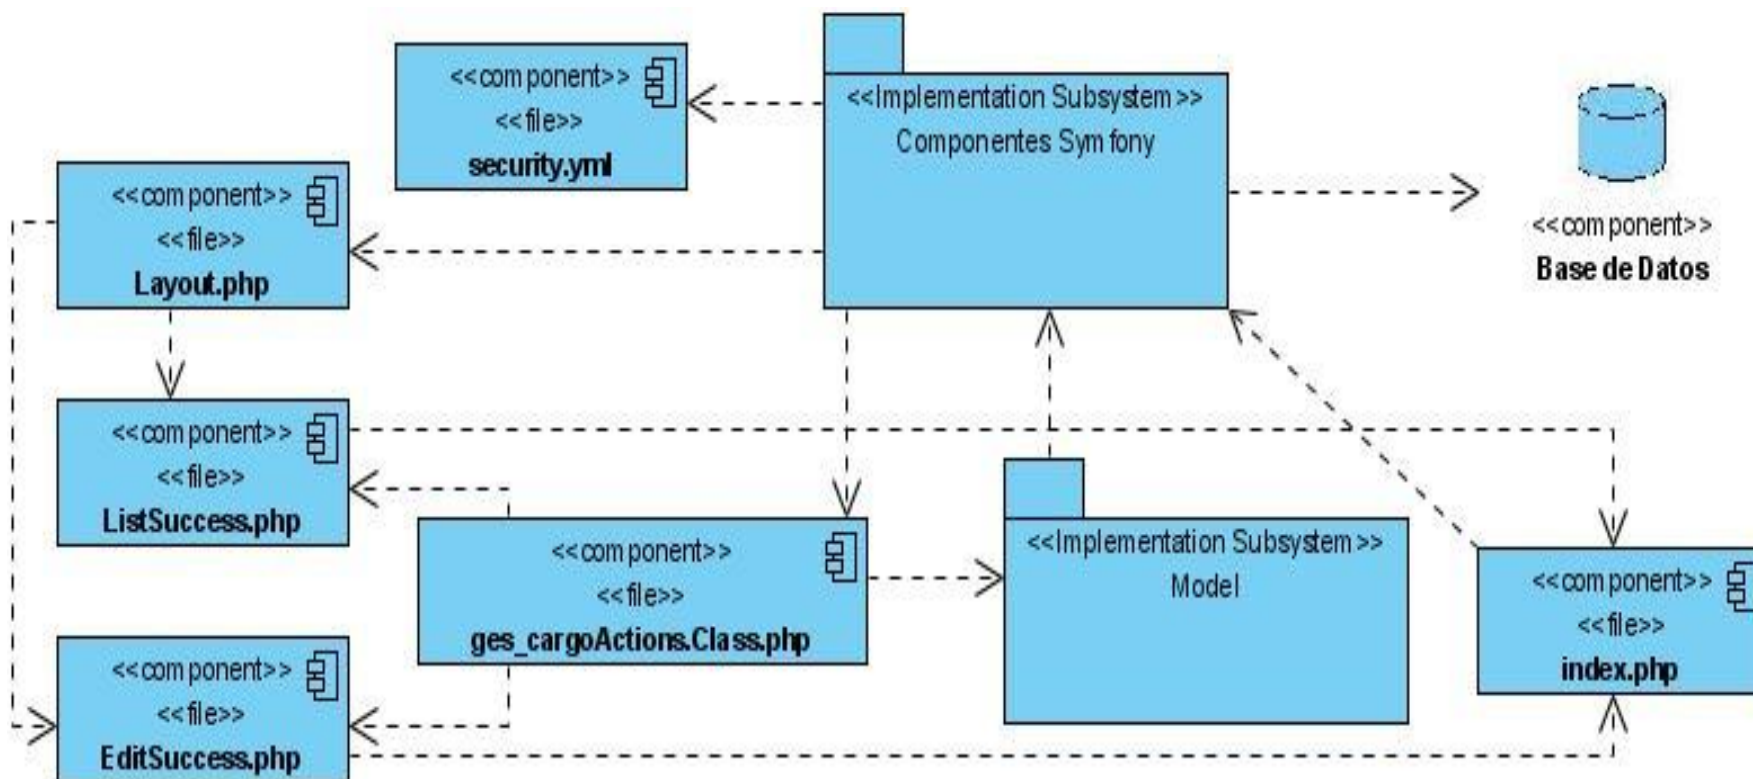 <<component>>
<<file>>
security.yml
<<Implementation Subsystem>>
Componentes Symfony
<<component>>
Base de Datos
<<component>>
<<file>>
Layout.php
<<component>>
<<file>>
ListSuccess.php
<<component>>
<<file>>
ges_cargoActions.Class.php
<<Implementation Subsystem>>
Model
<<component>>
<<file>>
index.php
<<component>>
<<file>>
EditSuccess.php